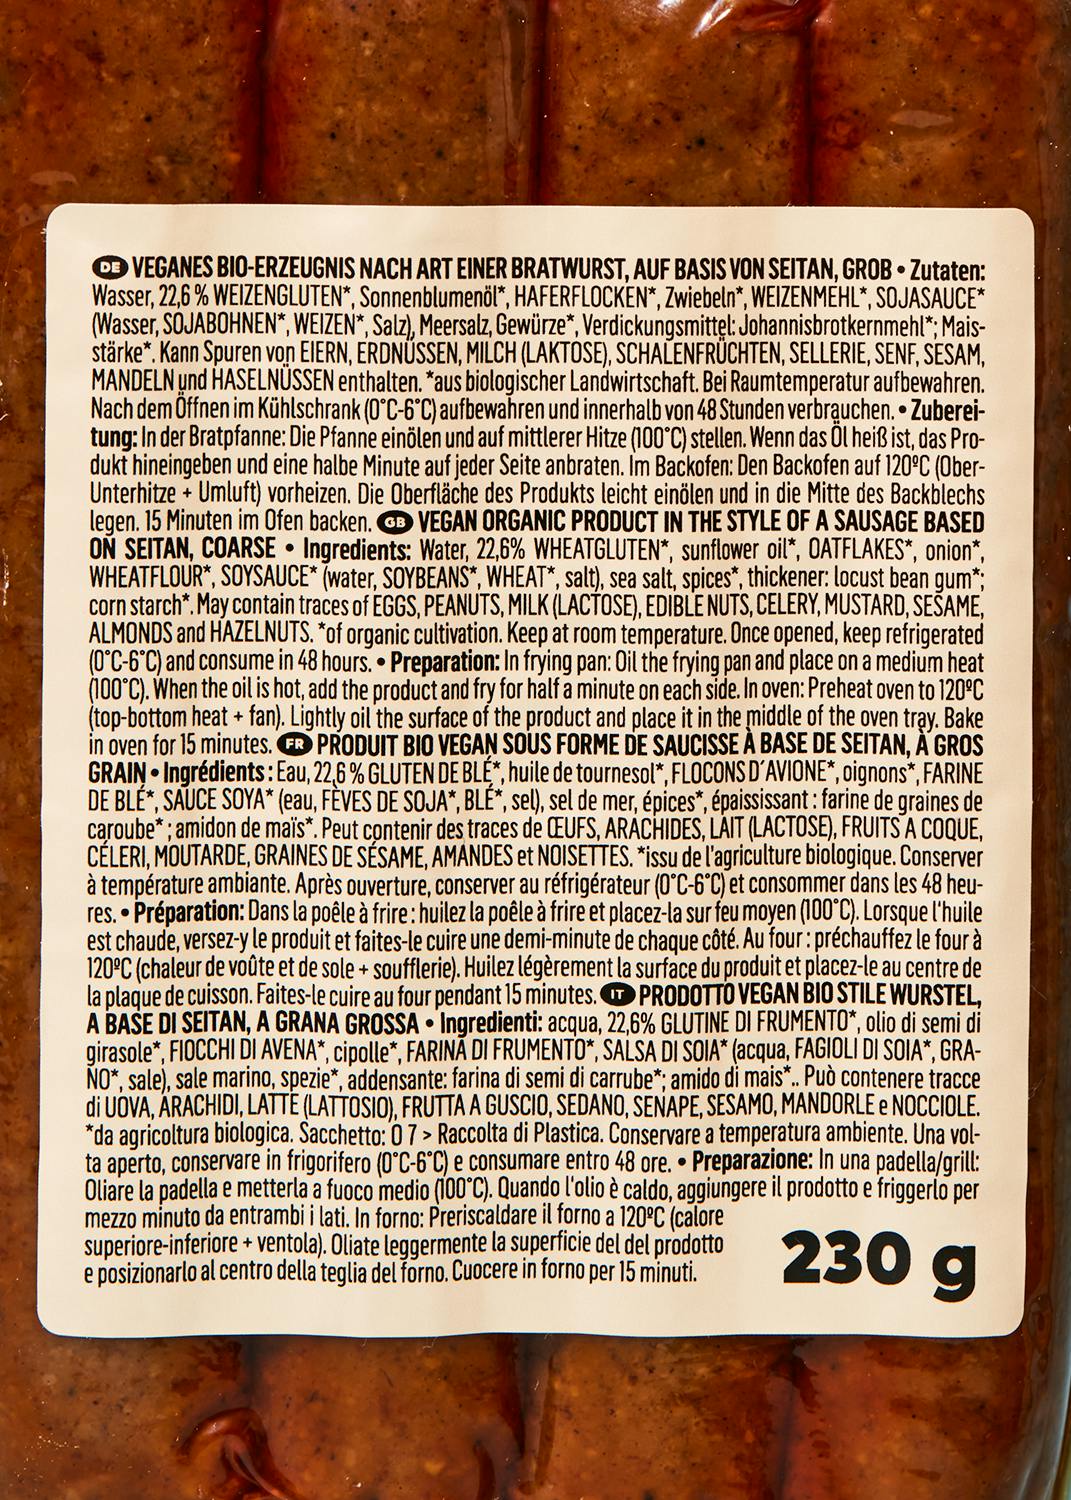 DE VEGANES BIO-ERZEUGNIS NACH ART EINER BRATWURST, AUF BASIS VON SEITAN, GROB • Zutaten:
Wasser, 22,6 % WEIZENGLUTEN*, Sonnenblumenöl*, HAFERFLOCKEN*, Zwiebeln*, WEIZENMEHL*, SOJASAUCE*
(Wasser, SOJABOHNEN*, WEIZEN*, Salz), Meersalz, Gewürze*, Verdickungsmittel: Johannisbrotkernmehl*; Mais-
stärke*. Kann Spuren von EIERN, ERDNÜSSEN, MILCH (LAKTOSE), SCHALENFRÜCHTEN, SELLERIE, SENF, SESAM,
MANDELN und HASELNÜSSEN enthalten. *aus biologischer Landwirtschaft. Bei Raumtemperatur aufbewahren.
Nach dem Öffnen im Kühlschrank (0°C-6°C) aufbewahren und innerhalb von 48 Stunden verbrauchen. • Zuberei-
tung: In der Bratpfanne: Die Pfanne einölen und auf mittlerer Hitze (100°C) stellen. Wenn das Öl heiß ist, das Pro-
dukt hineingeben und eine halbe Minute auf jeder Seite anbraten. Im Backofen: Den Backofen auf 120ºC (Ober-
Unterhitze + Umluft) vorheizen. Die Oberfläche des Produkts leicht einölen und in die Mitte des Backblechs
legen. 15 Minuten im Ofen backen. GB VEGAN ORGANIC PRODUCT IN THE STYLE OF A SAUSAGE BASED
ON SEITAN, COARSE • Ingredients: Water, 22,6% WHEATGLUTEN*, sunflower oil*, OATFLAKES*, onion*,
WHEATFLOUR*, SOYSAUCE* (water, SOYBEANS*, WHEAT*, salt), sea salt, spices*, thickener: locust bean gum*;
corn starch*. May contain traces of EGGS, PEANUTS, MILK (LACTOSE), EDIBLE NUTS, CELERY, MUSTARD, SESAME,
ALMONDS and HAZELNUTS. *of organic cultivation. Keep at room temperature. Once opened, keep refrigerated
(0°C-6°C) and consume in 48 hours. • Preparation: In frying pan: Oil the frying pan and place on a medium heat
(100°C). When the oil is hot, add the product and fry for half a minute on each side. In oven: Preheat oven to 120ºC
(top-bottom heat + fan). Lightly oil the surface of the product and place it in the middle of the oven tray. Bake
in oven for 15 minutes. FR PRODUIT BIO VEGAN SOUS FORME DE SAUCISSE À BASE DE SEITAN, À GROS
GRAIN • Ingrédients : Eau, 22,6 % GLUTEN DE BLÉ*, huile de tournesol*, FLOCONS D´AVIONE*, oignons*, FARINE
DE BLÉ*, SAUCE SOYA* (eau, FÈVES DE SOJA*, BLÉ*, sel), sel de mer, épices*, épaississant : farine de graines de
caroube* ; amidon de maïs*. Peut contenir des traces de ŒUFS, ARACHIDES, LAIT (LACTOSE), FRUITS A COQUE,
CÉLERI, MOUTARDE, GRAINES DE SÉSAME, AMANDES et NOISETTES. *issu de l'agriculture biologique. Conserver
à température ambiante. Après ouverture, conserver au réfrigérateur (0°C-6°C) et consommer dans les 48 heu-
res. • Préparation: Dans la poêle à frire : huilez la poêle à frire et placez-la sur feu moyen (100°C). Lorsque l'huile
est chaude, versez-y le produit et faites-le cuire une demi-minute de chaque côté. Au four : préchauffez le four à
120ºC (chaleur de voûte et de sole + soufflerie). Huilez légèrement la surface du produit et placez-le au centre de
la plaque de cuisson. Faites-le cuire au four pendant 15 minutes. IT PRODOTTO VEGAN BIO STILE WURSTEL,
A BASE DI SEITAN, A GRANA GROSSA • Ingredienti: acqua, 22,6% GLUTINE DI FRUMENTO*, olio di semi di
girasole*, FIOCCHI DI AVENA*, cipolle*, FARINA DI FRUMENTO*, SALSA DI SOIA* (acqua, FAGIOLI DI SOIA*, GRA-
NO*, sale), sale marino, spezie*, addensante: farina di semi di carrube*; amido di mais*.. Può contenere tracce
di UOVA, ARACHIDI, LATTE (LATTOSIO), FRUTTA A GUSCIO, SEDANO, SENAPE, SESAMO, MANDORLE e NOCCIOLE.
*da agricoltura biologica. Sacchetto: O 7 > Raccolta di Plastica. Conservare a temperatura ambiente. Una vol-
ta aperto, conservare in frigorifero (0°C-6°C) e consumare entro 48 ore. • Preparazione: In una padella/grill:
Oliare la padella e metterla a fuoco medio (100°C). Quando l'olio è caldo, aggiungere il prodotto e friggerlo per
mezzo minuto da entrambi i lati. In forno: Preriscaldare il forno a 120ºC (calore
superiore-inferiore + ventola). Oliate leggermente la superficie del del prodotto
e posizionarlo al centro della teglia del forno. Cuocere in forno per 15 minuti.
230 g